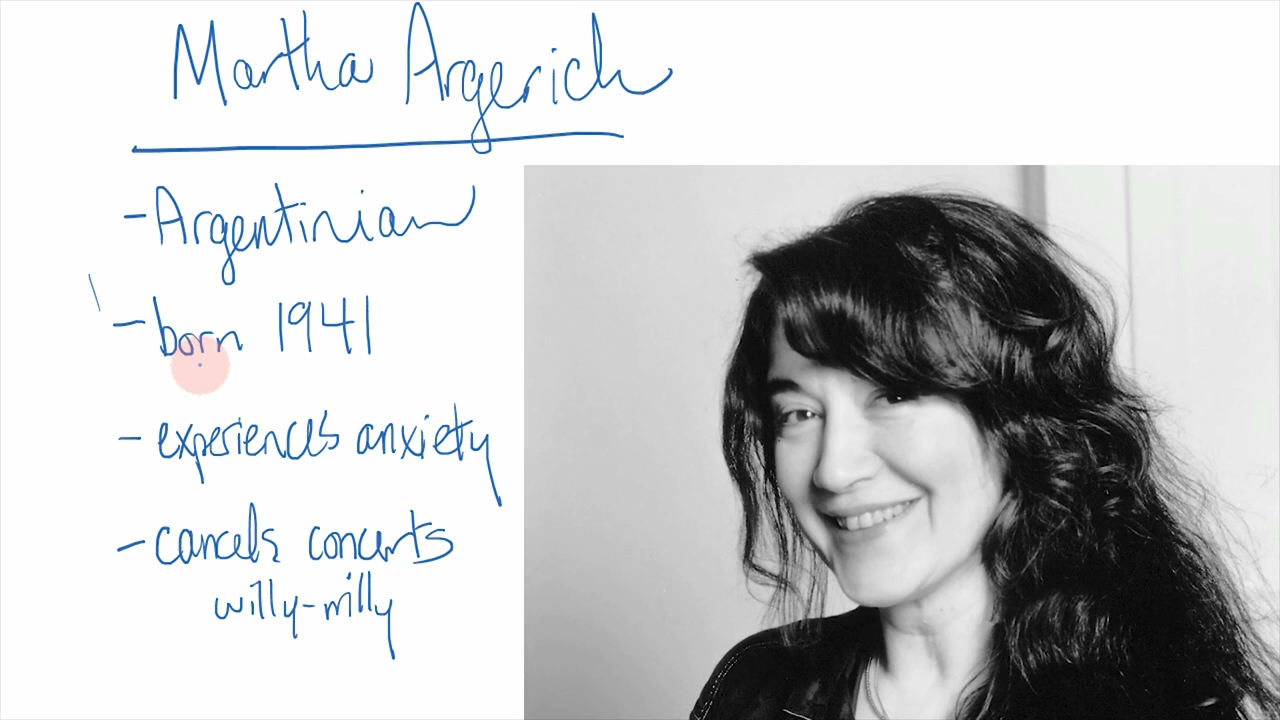 Martha Argerich
- Argentinian
- born 1941
- experiences anxiety
- cancels concerts
willy-nilly